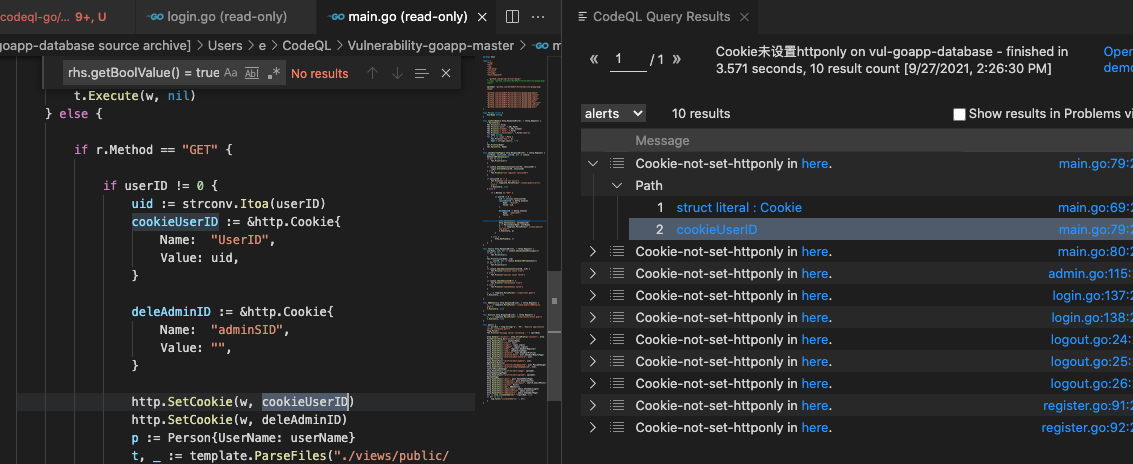 codeql-go/... 9+, U
login.go (read-only)
main.go (read-only)
goapp-database source archive] > Users > e > CodeQL > Vulnerability-goapp-master > m
rhs.getBoolValue() = true
Aa
Ab
No results
t.Execute(w, nil)
} else {
if r.Method == "GET" {
if userID != 0 {
uid := strconv.Itoa(userID)
cookieUserID := &http.Cookie{
Name: "UserID",
Value: uid,
}
deleAdminID := &http.Cookie{
Name: "adminSID",
Value: "",
}
http.SetCookie(w, cookieUserID)
http.SetCookie(w, deleAdminID)
p := Person{UserName: userName}
t, _ := template.ParseFiles("./views/public/
CodeQL Query Results
« 1 / 1 »
Cookie未设置httponly on vul-goapp-database - finished in
3.571 seconds, 10 result count [9/27/2021, 2:26:30 PM]
Open
demo
alerts
10 results
Show results in Problems vi
Message
Cookie-not-set-httponly in here. main.go:79:2
Path
1 struct literal : Cookie main.go:69:2
2 cookieUserID main.go:79:2
Cookie-not-set-httponly in here. main.go:80:2
Cookie-not-set-httponly in here. admin.go:115:
Cookie-not-set-httponly in here. login.go:137:2
Cookie-not-set-httponly in here. login.go:138:2
Cookie-not-set-httponly in here. logout.go:24:
Cookie-not-set-httponly in here. logout.go:25:
Cookie-not-set-httponly in here. logout.go:26:
Cookie-not-set-httponly in here. register.go:91:2
Cookie-not-set-httponly in here. register.go:92:2